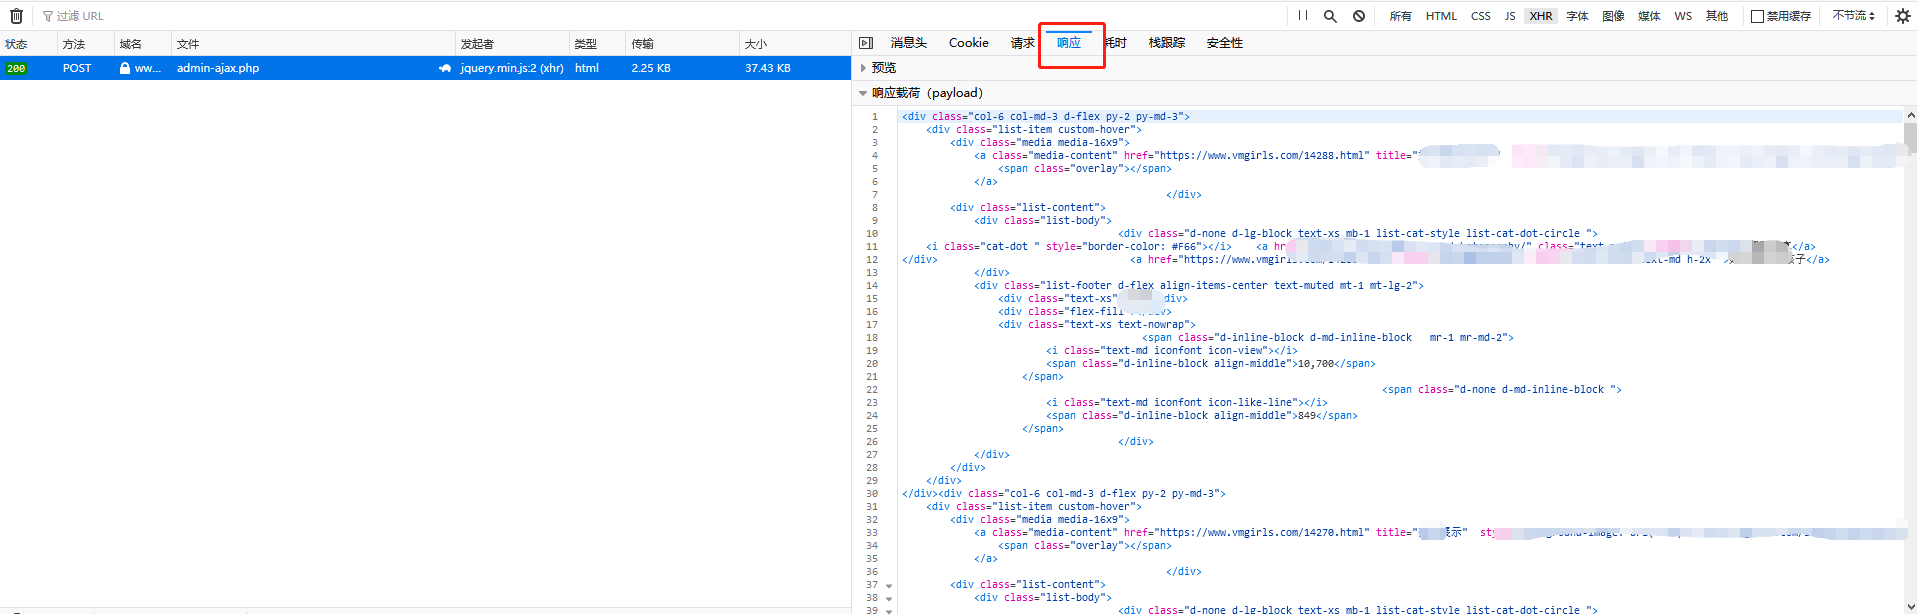 过滤 URL
所有 HTML CSS JS XHR 字体 图像 媒体 WS 其他 禁用缓存 不节流
状态 方法 域名 文件 发起者 类型 传输 大小
200 POST ww... admin-ajax.php jquery.min.js:2 (xhr) html 2.25 KB 37.43 KB
消息头 Cookie 请求 响应 耗时 栈跟踪 安全性
预览
响应载荷（payload）
1 <div class="col-6 col-md-3 d-flex py-2 py-md-3">
2 <div class="list-item custom-hover">
3 <div class="media media-16x9">
4 <a class="media-content" href="https://www.vmgirls.com/14288.html" title="
5 <span class="overlay"></span>
6 </a>
7 </div>
8 <div class="list-content">
9 <div class="list-body">
10 <div class="d-none d-lg-block text-xs mb-1 list-cat-style list-cat-dot-circle ">
11 <i class="cat-dot " style="border-color: #F66"></i> <a hr class="text </a>
12 </div> <a href="https://www.vmgirls.com/ h-2x 孩子</a>
13 </div>
14 <div class="list-footer d-flex align-items-center text-muted mt-1 mt-lg-2">
15 <div class="text-xs" div>
16 <div class="flex-fill
17 <div class="text-xs text-nowrap">
18 <span class="d-inline-block d-md-inline-block mr-1 mr-md-2">
19 <i class="text-md iconfont icon-view"></i>
20 <span class="d-inline-block align-middle">10,700</span>
21 </span>
22 <span class="d-none d-md-inline-block ">
23 <i class="text-md iconfont icon-like-line"></i>
24 <span class="d-inline-block align-middle">849</span>
25 </span>
26 </div>
27 </div>
28 </div>
29 </div>
30 </div><div class="col-6 col-md-3 d-flex py-2 py-md-3">
31 <div class="list-item custom-hover">
32 <div class="media media-16x9">
33 <a class="media-content" href="https://www.vmgirls.com/14270.html" title=" 示" sty
34 <span class="overlay"></span>
35 </a>
36 </div>
37 <div class="list-content">
38 <div class="list-body">
39 <div class="d-none d-lg-block text-xs mb-1 list-cat-style list-cat-dot-circle ">